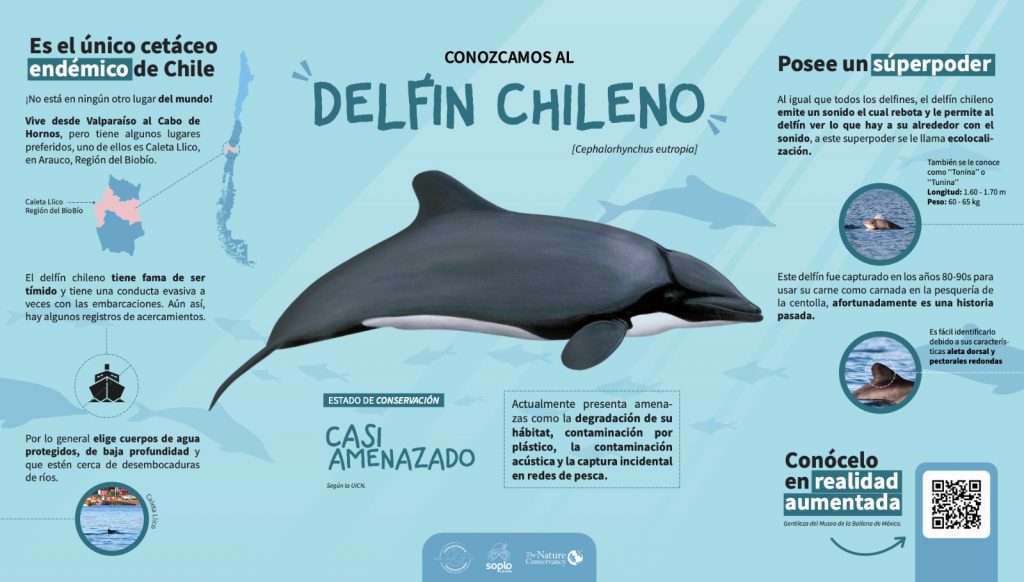 Es el único cetáceo
endémico de Chile
¡No está en ningún otro lugar del mundo!
Vive desde Valparaíso al Cabo de
Hornos, pero tiene algunos lugares
preferidos, uno de ellos es Caleta Llico,
en Arauco, Región del Biobío.
Caleta Llico
Región del BioBío
El delfín chileno tiene fama de ser
tímido y tiene una conducta evasiva a
veces con las embarcaciones. Aún así,
hay algunos registros de acercamientos.
Por lo general elige cuerpos de agua
protegidos, de baja profundidad y
que estén cerca de desembocaduras
de ríos.
Caleta Llico
CONOZCAMOS AL
DELFÍN CHILENO
[Cephalorhynchus eutropia]
ESTADO DE CONSERVACIÓN
CASI
AMENAZADO
Según la UICN.
Actualmente presenta amena-
zas como la degradación de su
hábitat, contaminación por
plástico, la contaminación
acústica y la captura incidental
en redes de pesca.
soplo
The Nature
Conservancy
Posee un súperpoder
Al igual que todos los delfines, el delfín chileno
emite un sonido el cual rebota y le permite al
delfín ver lo que hay a su alrededor con el
sonido, a este superpoder se le llama ecolocali-
zación.
También se le conoce
como "Tonina" o
"Tunina"
Longitud: 1.60 - 1.70 m
Peso: 60 - 65 kg
Este delfín fue capturado en los años 80-90s para
usar su carne como carnada en la pesquería de
la centolla, afortunadamente es una historia
pasada.
Es fácil identificarlo
debido a sus caracterís-
ticas aleta dorsal y
pectorales redondas
Conócelo
en realidad
aumentada
Gentileza del Museo de la Ballena de México.